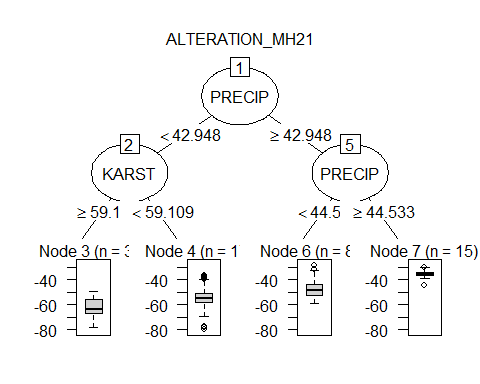 ALTERATION_MH21
1
PRECIP
< 42.948 ≥ 42.948
2 5
KARST PRECIP
≥ 59.1 < 59.109 < 44.5 ≥ 44.533
Node 3 (n = Node 4 (n = 1 Node 6 (n = 8 Node 7 (n = 15)
-40 -40 -40 -40
-60 -60 -60 -60
-80 -80 -80 -80